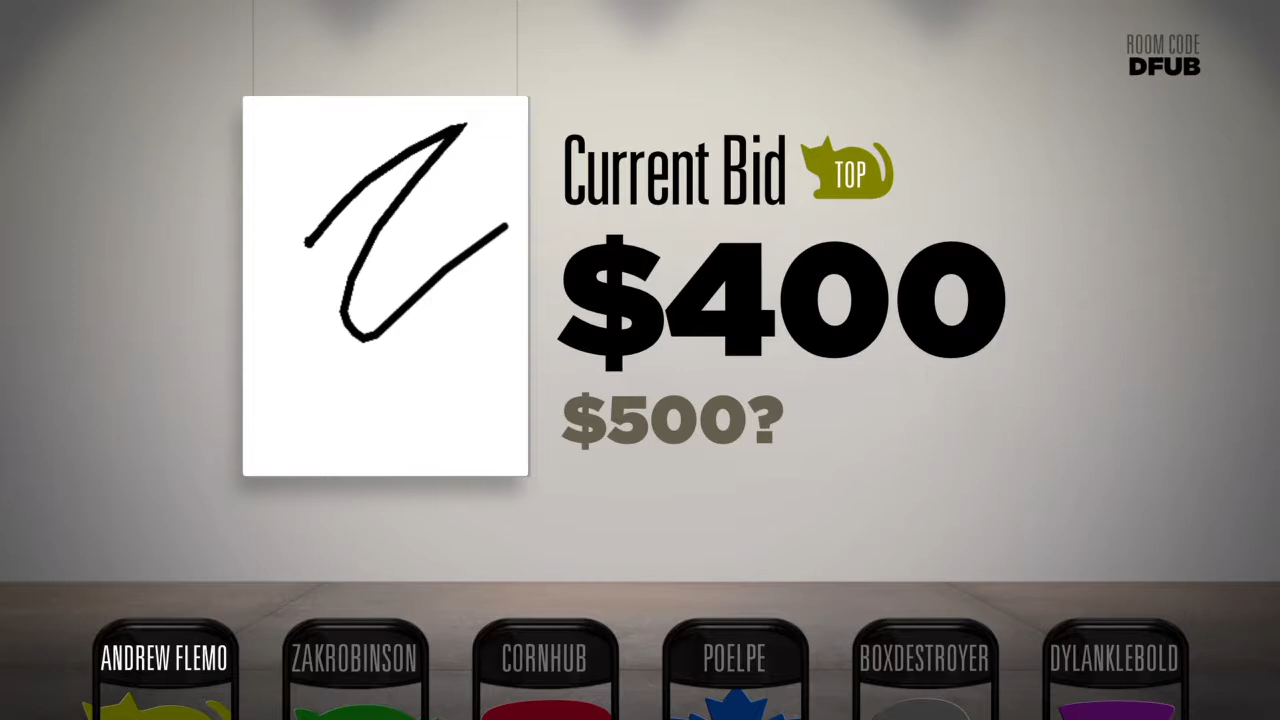 ROOM CODE
DFUB
Current Bid TOP
$400
$500?
ANDREW FLEMO ZAKROBINSON CORNHUB POELPE BOXDESTROYER DYLANKLEBOLD